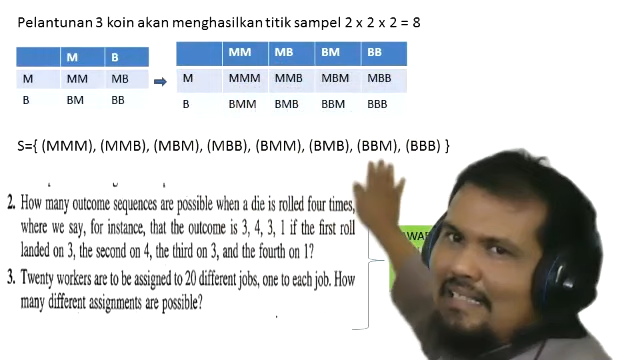 Pelantunan 3 koin akan menghasilkan titik sampel 2 x 2 x 2 = 8
M B
M MM MB
B BM BB
MM MB BM BB
M MMM MMB MBM MBB
B BMM BMB BBM BBB
S={ (MMM), (MMB), (MBM), (MBB), (BMM), (BMB), (BBM), (BBB) }
2. How many outcome sequences are possible when a die is rolled four times,
where we say, for instance, that the outcome is 3, 4, 3, 1 if the first roll
landed on 3, the second on 4, the third on 3, and the fourth on 1?
3. Twenty workers are to be assigned to 20 different jobs, one to each job. How
many different assignments are possible?